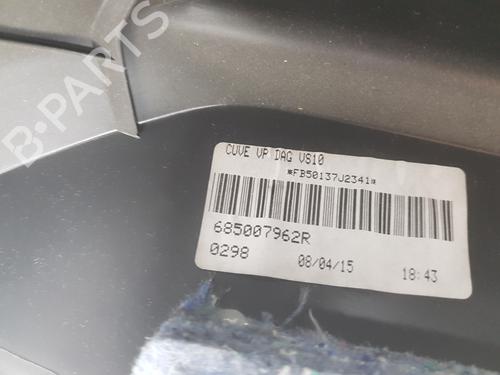 B-PARTS
CUVE VP DAG VS10
*FB50137J2341*
685007962R
0298 08/04/15 18:43